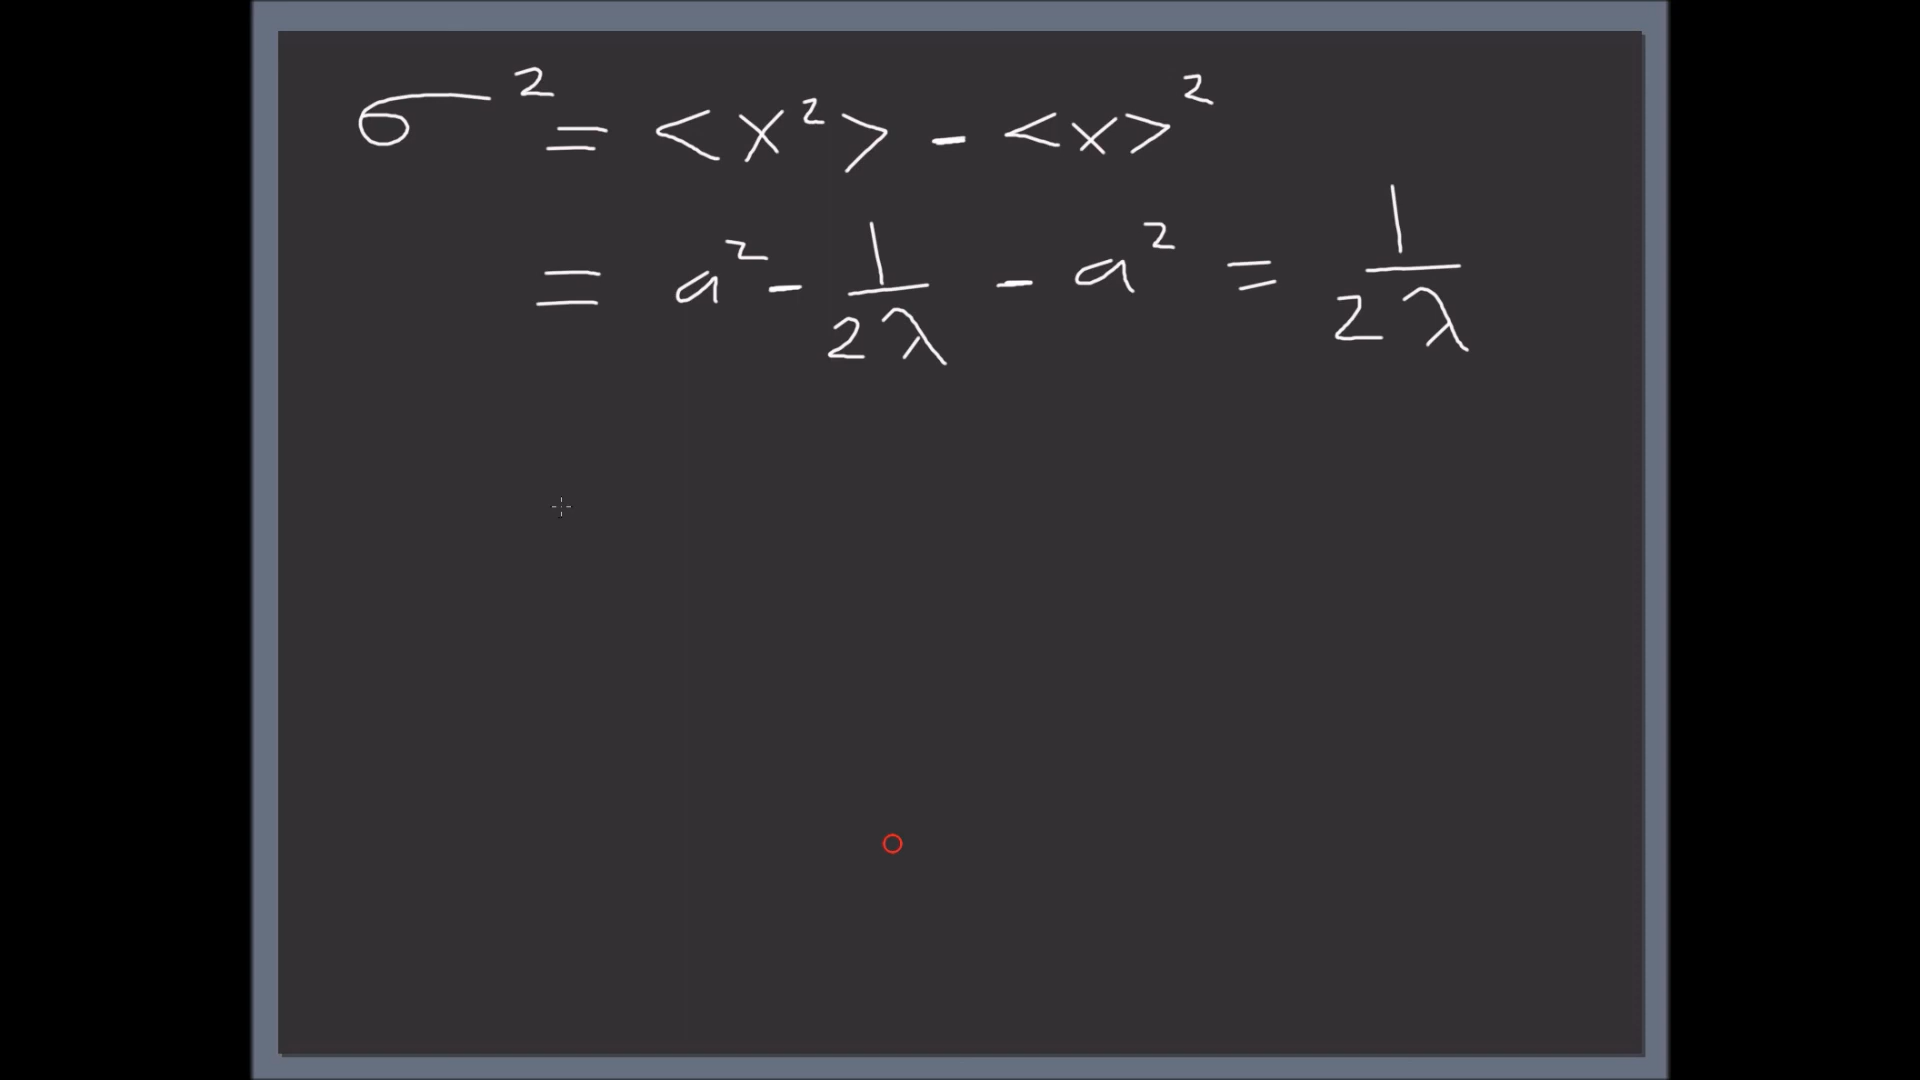 σ² = <x²> - <x>²
= a² - 1/2λ - a² = 1/2λ